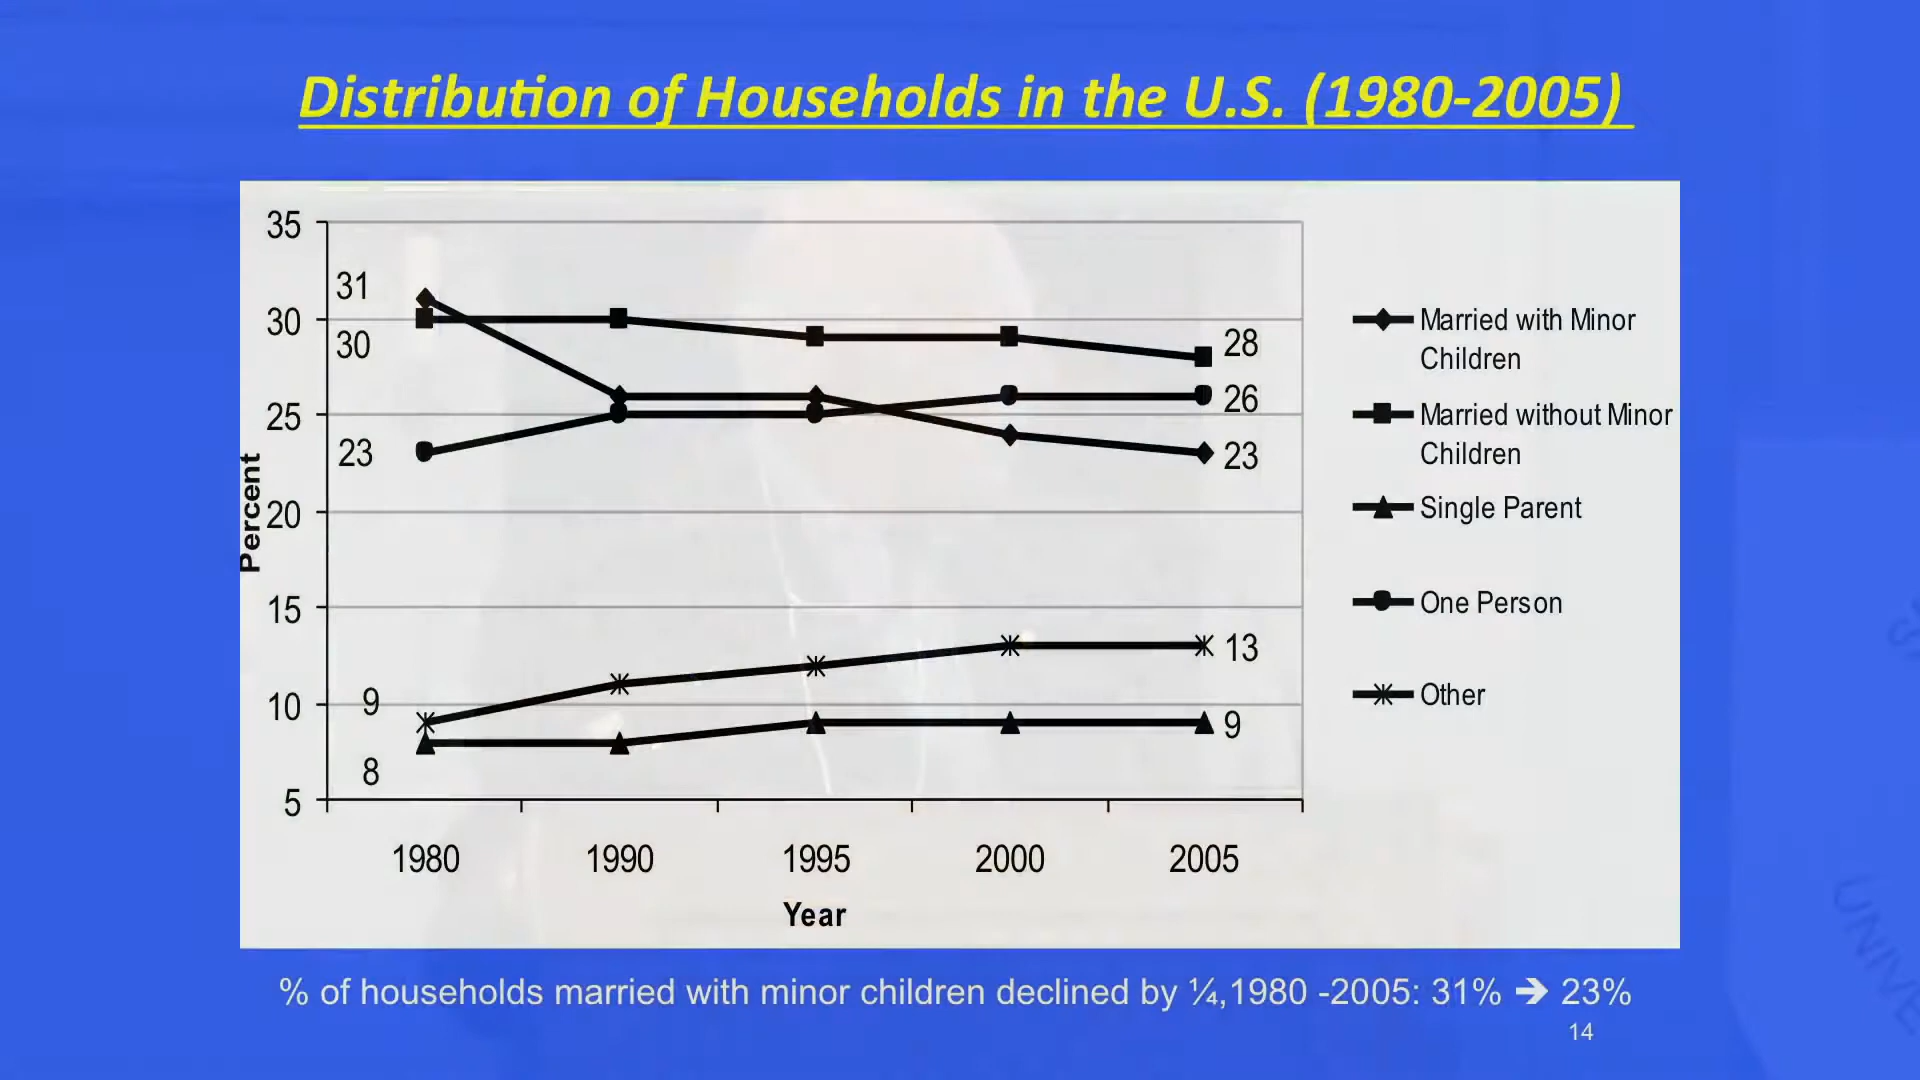 Distribution of Households in the U.S. (1980-2005)
35
30
25
20
15
10
5
Percent
31
30
23
9
8
28
26
23
13
9
1980 1990 1995 2000 2005
Year
Married with Minor
Children
Married without Minor
Children
Single Parent
One Person
Other
% of households married with minor children declined by ¼,1980 -2005: 31% ➔ 23%
14
UNIVE